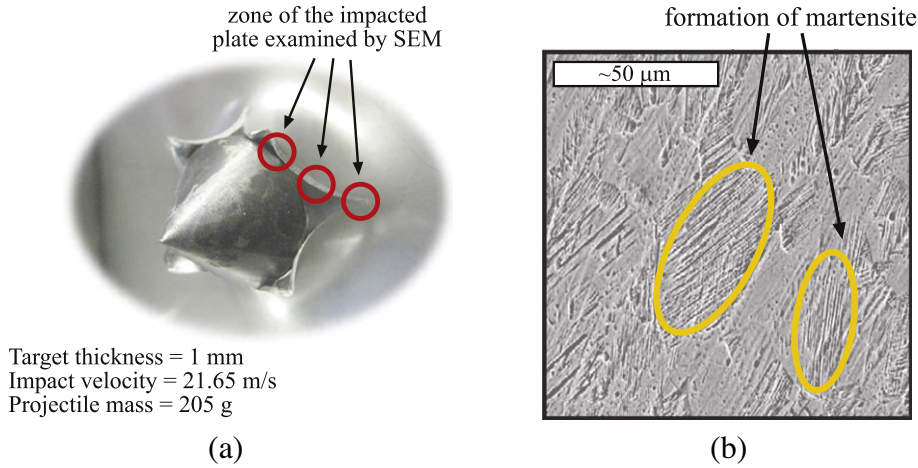 zone of the impacted
plate examined by SEM
Target thickness = 1 mm
Impact velocity = 21.65 m/s
Projectile mass = 205 g
(a)
formation of martensite
~50 μm
(b)